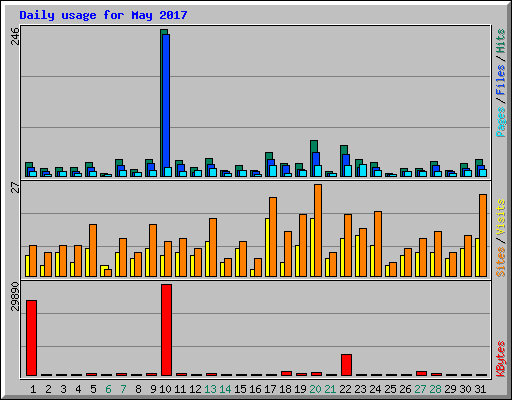 Daily usage for May 2017
246
Pages / Files / Hits
27
Sites / Visits
29890
KBytes
1 2 3 4 5 6 7 8 9 10 11 12 13 14 15 16 17 18 19 20 21 22 23 24 25 26 27 28 29 30 31